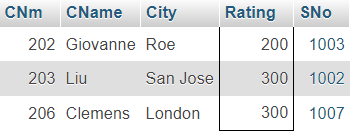 CNm CName City Rating SNo
202 Giovanne Roe 200 1003
203 Liu San Jose 300 1002
206 Clemens London 300 1007